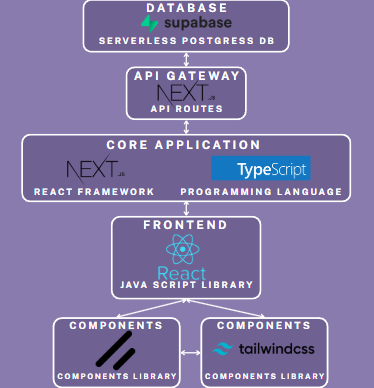 DATABASE
supabase
SERVERLESS POSTGRESS DB
API GATEWAY
NEXT.JS
API ROUTES
CORE APPLICATION
NEXT.JS
TypeScript
REACT FRAMEWORK
PROGRAMMING LANGUAGE
FRONTEND
React
JAVA SCRIPT LIBRARY
COMPONENTS
COMPONENTS
tailwindcss
COMPONENTS LIBRARY
COMPONENTS LIBRARY